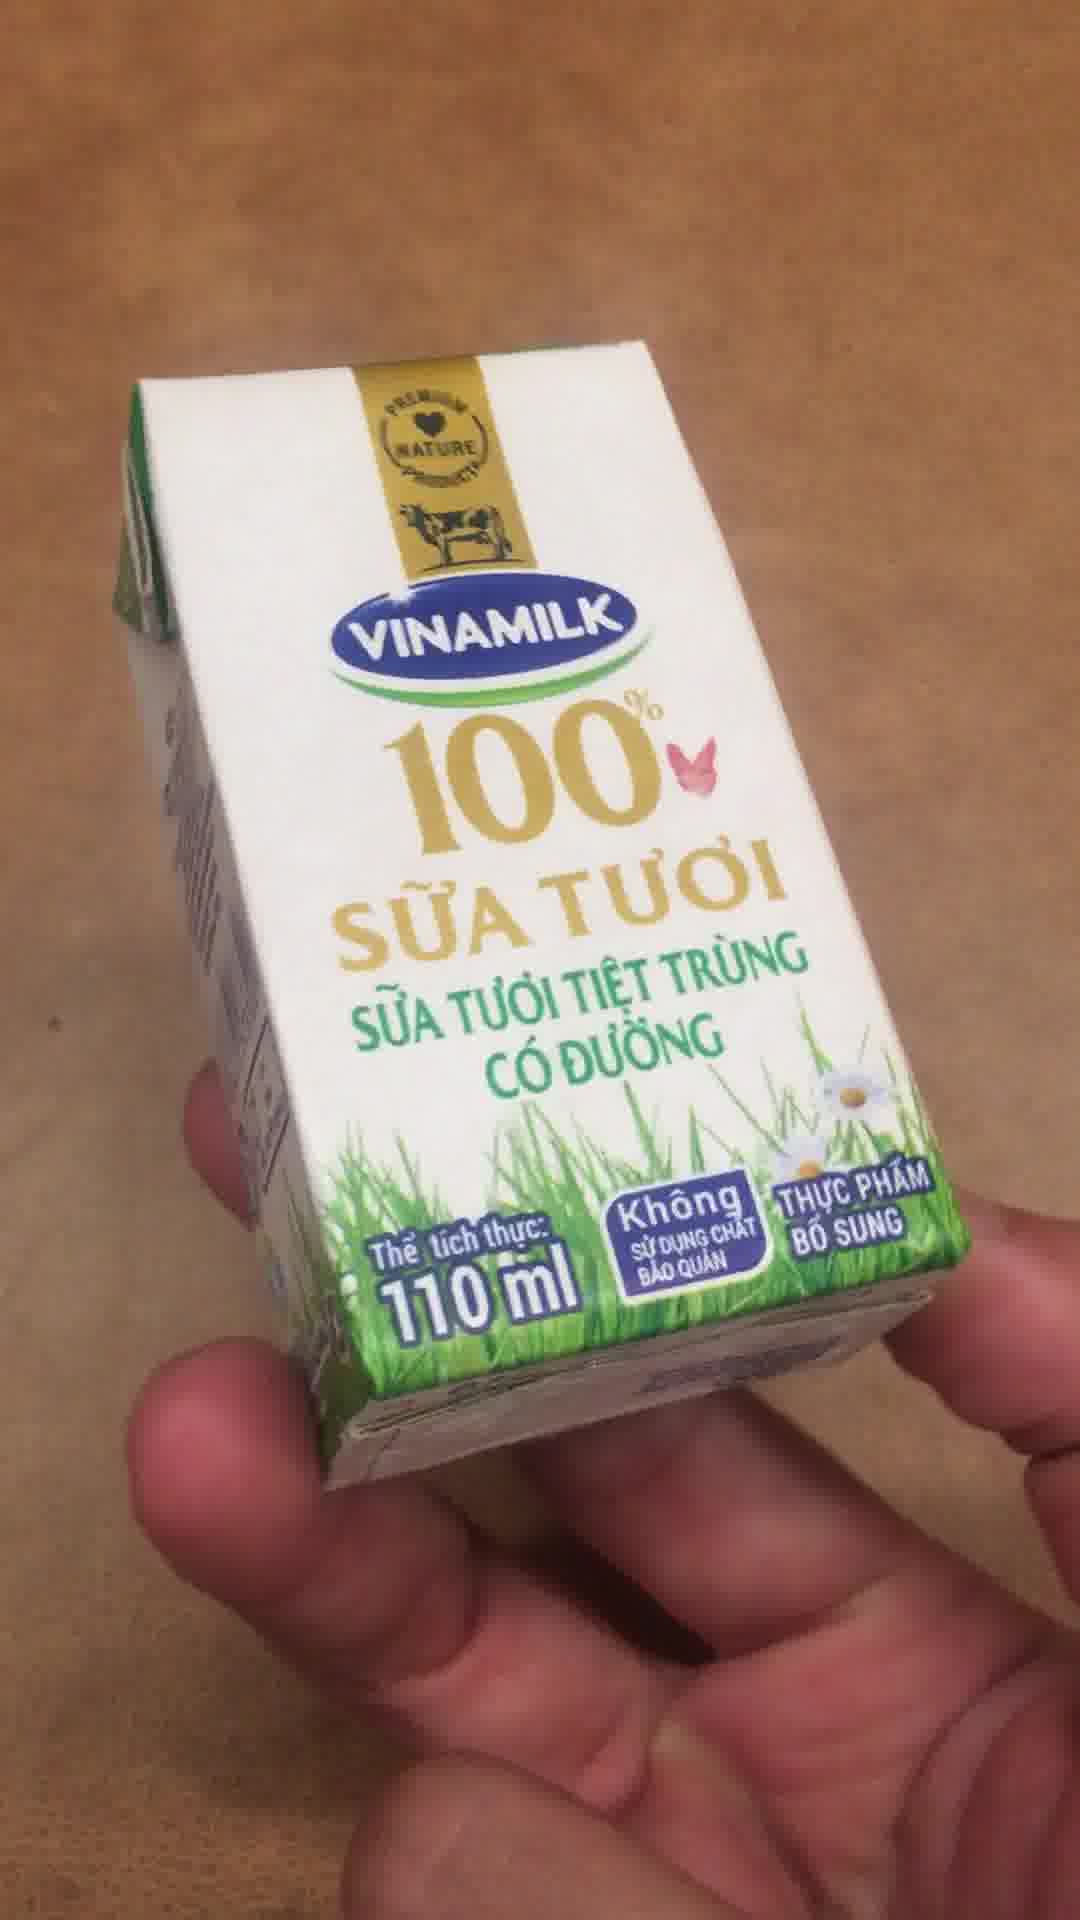 PREMIUM
NATURE
PRODUCTS
VINAMILK
100%
SỮA TƯƠI
SỮA TƯƠI TIỆT TRÙNG
CÓ ĐƯỜNG
Thể tích thực:
110 ml
Không
SỬ DỤNG CHẤT
BẢO QUẢN
THỰC PHẨM
BỔ SUNG